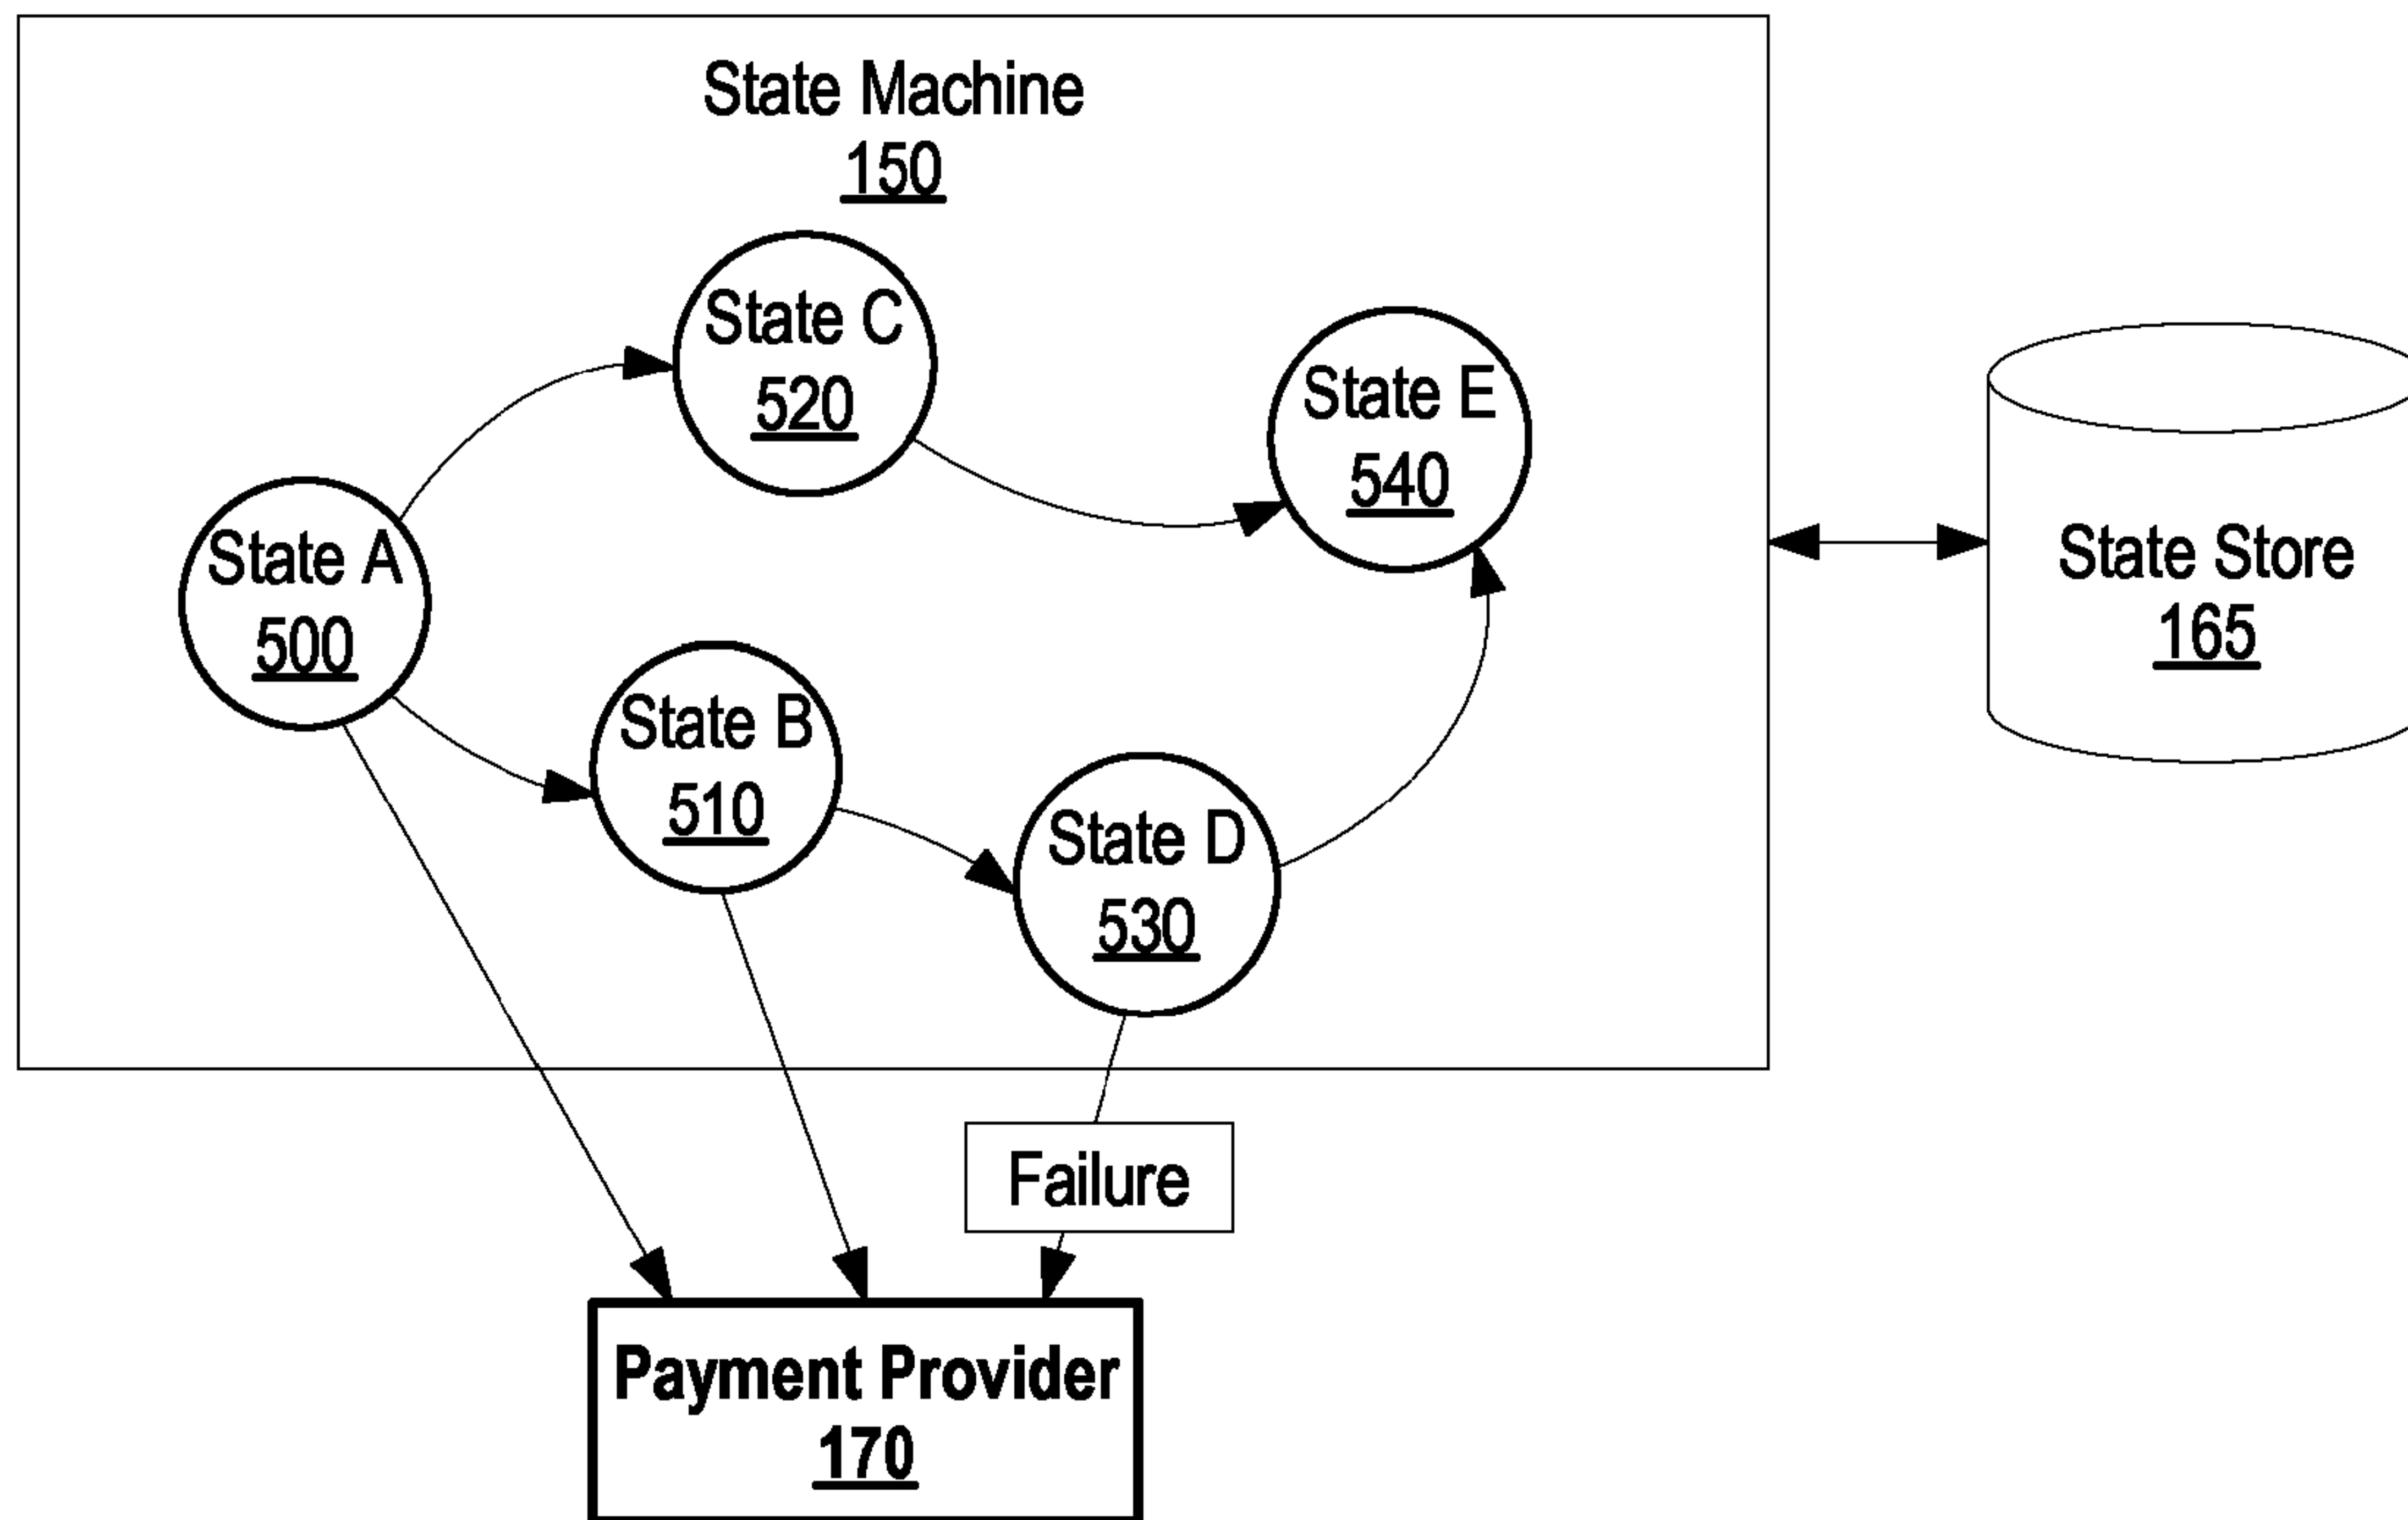 State Machine
150
State C
520
State E
540
State A
500
State Store
165
State B
510
State D
530
Failure
Payment Provider
170